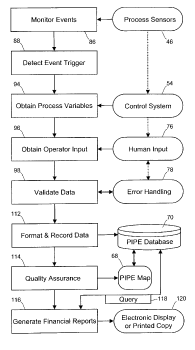 Monitor Events
Process Sensors
88
86
46
Detect Event Trigger
94
54
Obtain Process Variables
Control System
96
76
Obtain Operator Input
Human Input
98
78
Validate Data
Error Handling
112
70
Format & Record Data
PIPE Database
114
68
Quality Assurance
PIPE Map
116
Query
118
120
Generate Financial Reports
Electronic Display
or Printed Copy